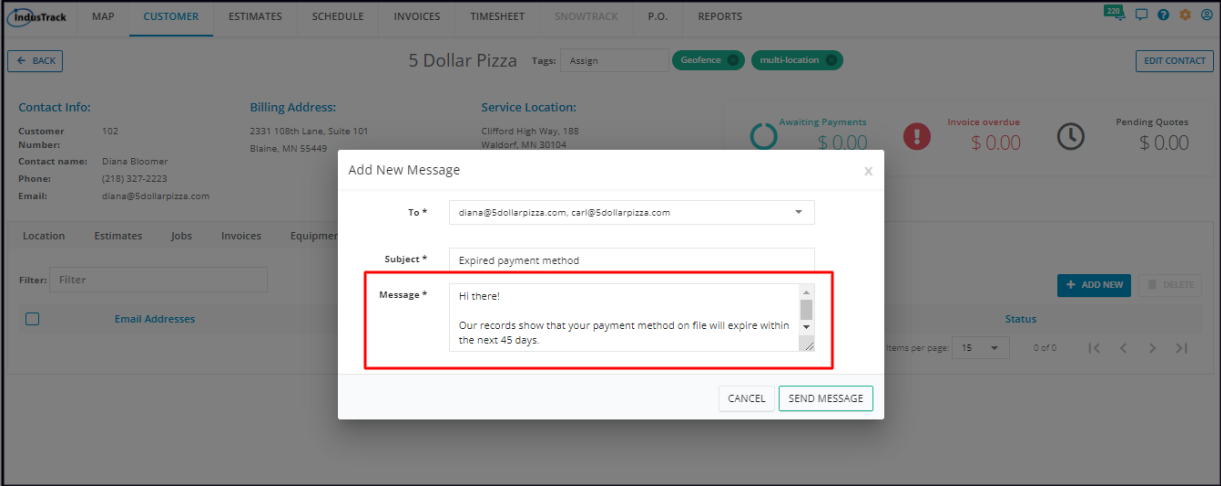 IndusTrack MAP CUSTOMER ESTIMATES SCHEDULE INVOICES TIMESHEET SNOWTRACK P.O. REPORTS 220
BACK 5 Dollar Pizza Tags: Assign Geofence multi-location EDIT CONTACT
Contact Info: Billing Address: Service Location:
Customer Number: 102
Contact name: Diana Bloomer
Phone: (218) 327-2223
Email: diana@5dollarpizza.com
2331 108th Lane, Suite 101
Blaine, MN 55449
Clifford High Way, 188
Waldorf, MN 30104
Awaiting Payments
$ 0.00
Invoice overdue
$ 0.00
Pending Quotes
$ 0.00
Location Estimates Jobs Invoices Equipmer
Filter: Filter
+ ADD NEW DELETE
Email Addresses Status
Items per page: 15 0 of 0
Add New Message X
To * diana@5dollarpizza.com, carl@5dollarpizza.com
Subject * Expired payment method
Message * Hi there!
Our records show that your payment method on file will expire within
the next 45 days.
CANCEL SEND MESSAGE